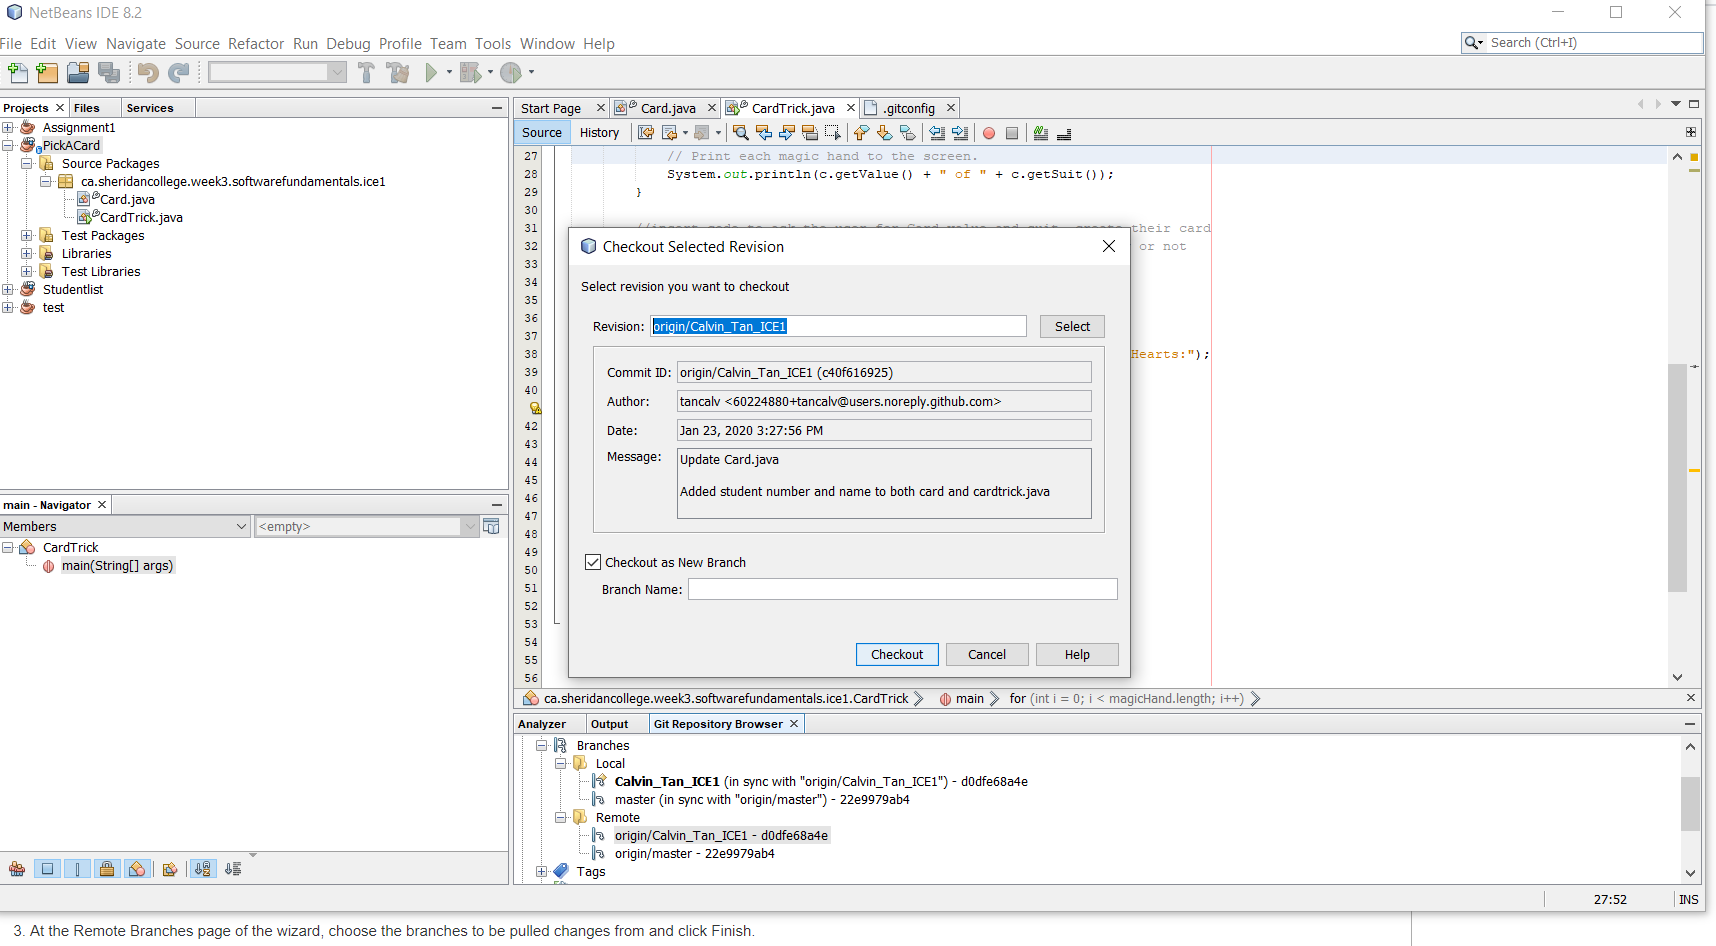 NetBeans IDE 8.2
File Edit View Navigate Source Refactor Run Debug Profile Team Tools Window Help
Search (Ctrl+I)
Projects Files Services
Assignment1
PickACard
Source Packages
ca.sheridancollege.week3.softwarefundamentals.ice1
Card.java
CardTrick.java
Test Packages
Libraries
Test Libraries
Studentlist
test
main - Navigator
Members <empty>
CardTrick
main(String[] args)
Start Page Card.java CardTrick.java .gitconfig
Source History
27 // Print each magic hand to the screen.
28 System.out.println(c.getValue() + " of " + c.getSuit());
29 }
30
31 their card
32 or not
33
34
35
36
37
38 Hearts:");
39
40
42
43
44
45
46
47
48
49
50
51
52
53
54
55
56
Checkout Selected Revision
Select revision you want to checkout
Revision: origin/Calvin_Tan_ICE1 Select
Commit ID: origin/Calvin_Tan_ICE1 (c40f616925)
Author: tancalv <60224880+tancalv@users.noreply.github.com>
Date: Jan 23, 2020 3:27:56 PM
Message: Update Card.java
Added student number and name to both card and cardtrick.java
Checkout as New Branch
Branch Name:
Checkout Cancel Help
ca.sheridancollege.week3.softwarefundamentals.ice1.CardTrick main for (int i = 0; i < magicHand.length; i++)
Analyzer Output Git Repository Browser
Branches
Local
Calvin_Tan_ICE1 (in sync with "origin/Calvin_Tan_ICE1") - d0dfe68a4e
master (in sync with "origin/master") - 22e9979ab4
Remote
origin/Calvin_Tan_ICE1 - d0dfe68a4e
origin/master - 22e9979ab4
Tags
27:52 INS
3. At the Remote Branches page of the wizard, choose the branches to be pulled changes from and click Finish.